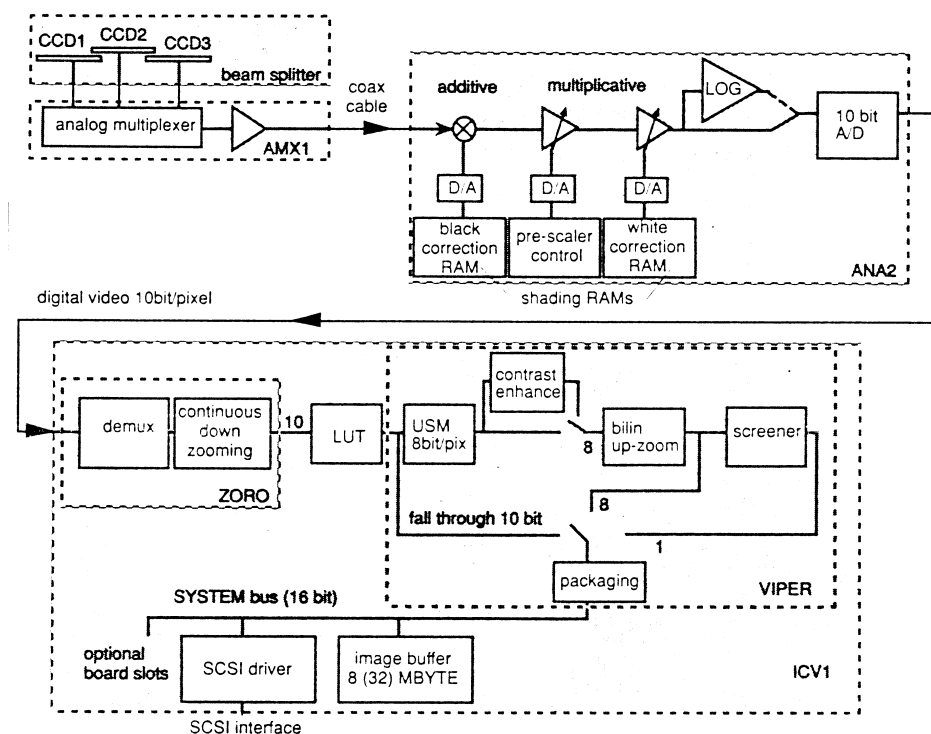 CCD1
CCD2
CCD3
beam splitter
analog multiplexer
AMX1
coax
cable
additive
multiplicative
LOG
10 bit
A/D
D/A
D/A
D/A
black
correction
RAM
pre-scaler
control
white
correction
RAM
ANA2
shading RAMs
digital video 10bit/pixel
demux
continuous
down
zooming
ZORO
10
LUT
USM
8bit/pix
contrast
enhance
8
bilin
up-zoom
screener
8
fall through 10 bit
1
packaging
VIPER
SYSTEM bus (16 bit)
optional
board slots
SCSI driver
image buffer
8 (32) MBYTE
ICV1
SCSI interface